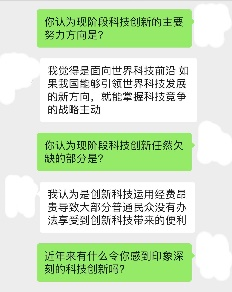 你认为现阶段科技创新的主要
努力方向是?
我觉得是面向世界科技前沿 如
果我国能够引领世界科技发展
的新方向，就能掌握科技竞争
的战略主动
你认为现阶段科技创新任然欠
缺的部分是?
我认为是创新科技运用经费昂
贵导致大部分普通民众没有办
法享受到创新科技带来的便利
近年来有什么令你感到印象深
刻的科技创新吗?